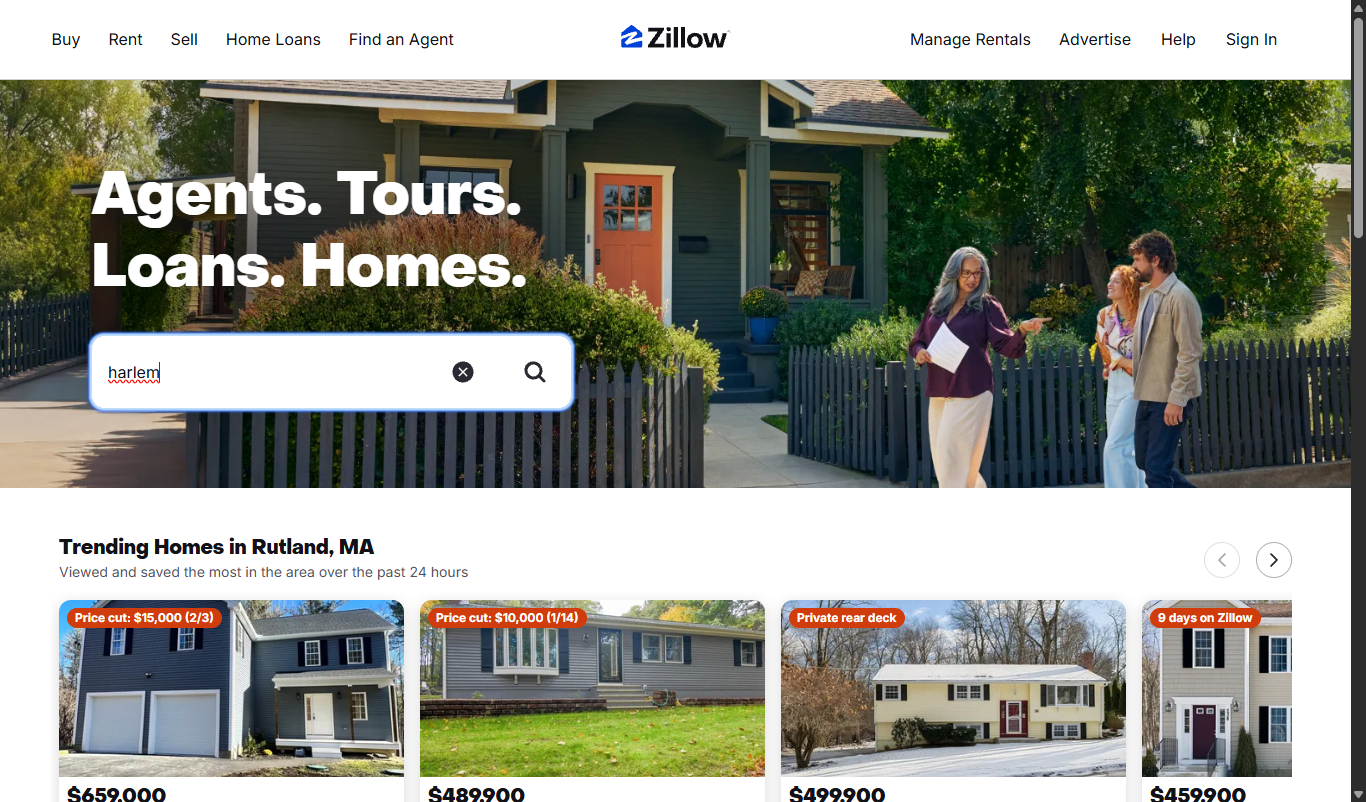 Buy Rent Sell Home Loans Find an Agent Zillow Manage Rentals Advertise Help Sign In
Agents. Tours.
Loans. Homes.
harlem
Trending Homes in Rutland, MA
Viewed and saved the most in the area over the past 24 hours
Price cut: $15,000 (2/3) Price cut: $10,000 (1/14) Private rear deck 9 days on Zillow
$659,000 $489,900 $499,900 $459,900